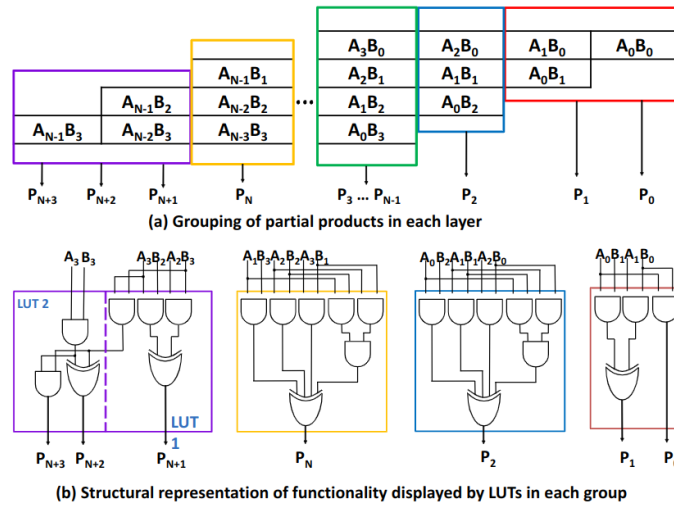 A3B0 A2B0 A1B0 A0B0
AN-1B1 A2B1 A1B1 A0B1
AN-1B2 AN-2B2 ... A1B2 A0B2
AN-1B3 AN-2B3 AN-3B3 A0B3
PN+3 PN+2 PN+1 PN P3 ... PN-1 P2 P1 P0
(a) Grouping of partial products in each layer
A3 B3 A3B2A2B3 A1B3A2B2A3B1 A0B2A1B1A2B0 A0B1A1B0
LUT 2
LUT
1
PN+3 PN+2 PN+1 PN P2 P1
(b) Structural representation of functionality displayed by LUTs in each group